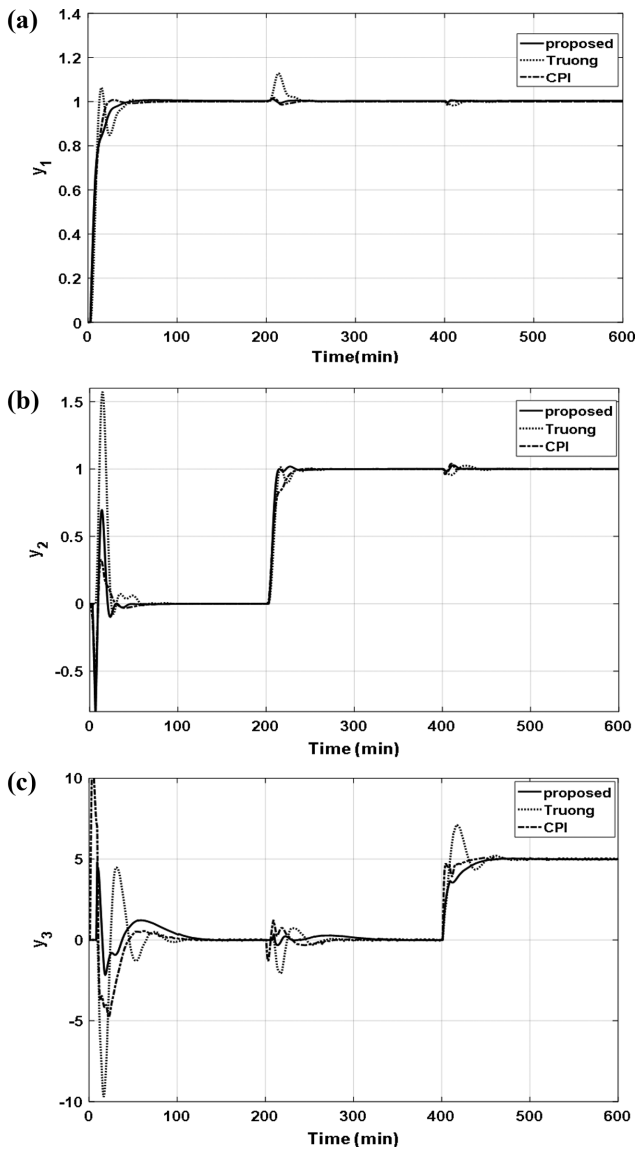 (a)
1.4
1.2
1
0.8
0.6
0.4
0.2
0
y1
proposed
Truong
CPI
0 100 200 300 400 500 600
Time(min)
(b)
1.5
1
0.5
0
-0.5
y2
proposed
Truong
CPI
0 100 200 300 400 500 600
Time (min)
(c)
10
5
0
-5
-10
y3
proposed
Truong
CPI
0 100 200 300 400 500 600
Time (min)